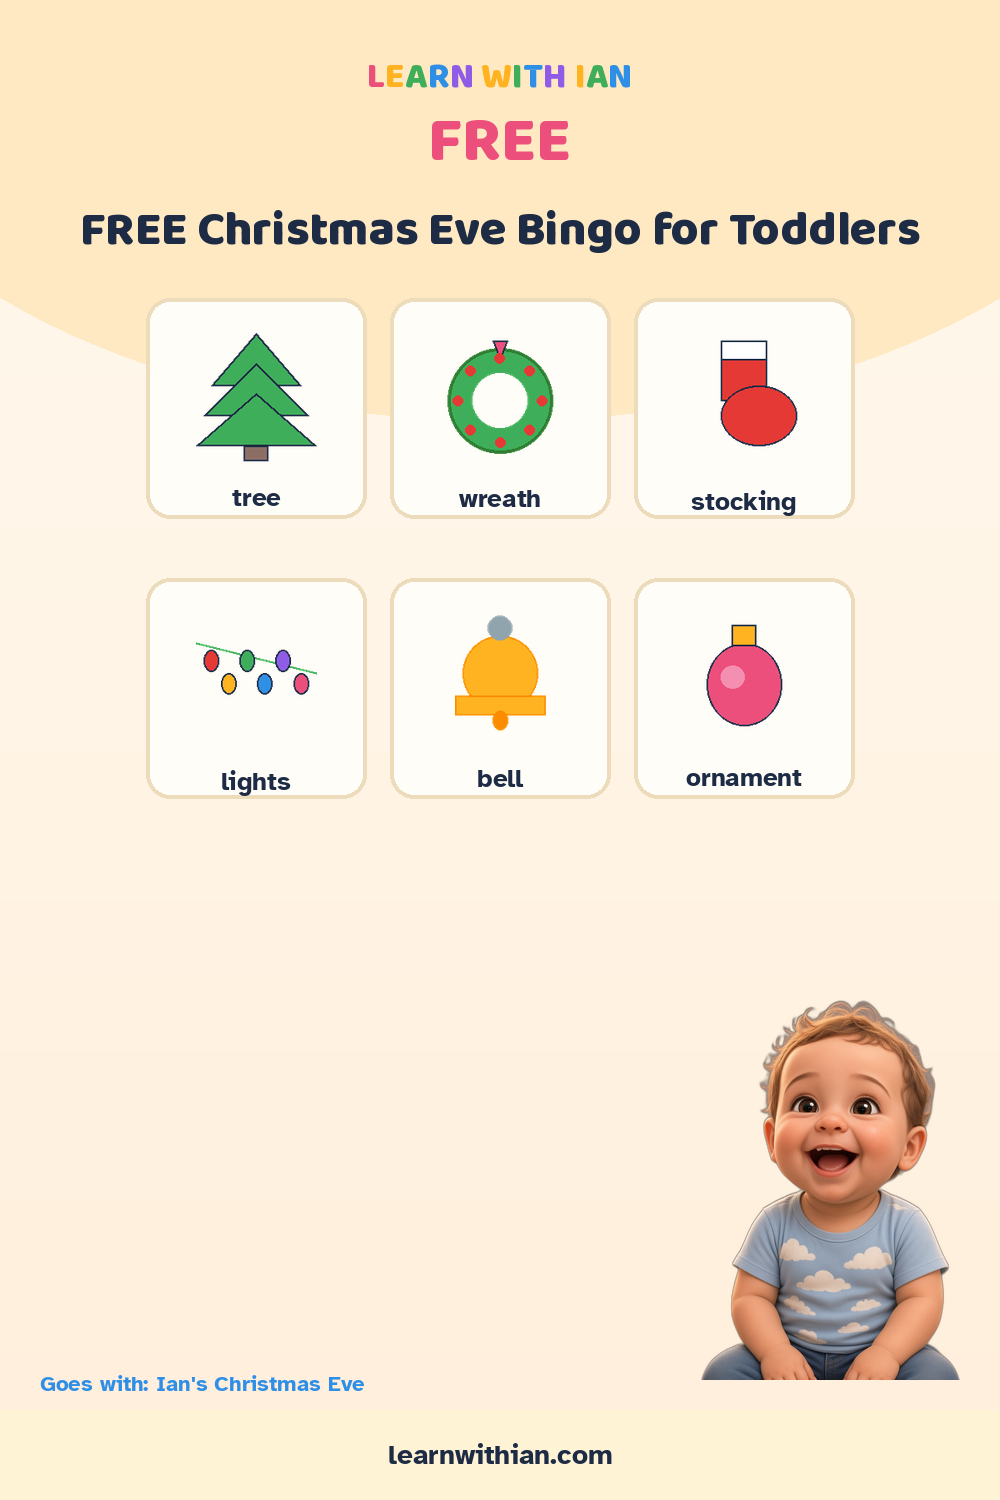 LEARN WITH IAN
FREE
FREE Christmas Eve Bingo for Toddlers
tree
wreath
stocking
lights
bell
ornament
Goes with: Ian's Christmas Eve
learnwithian.com